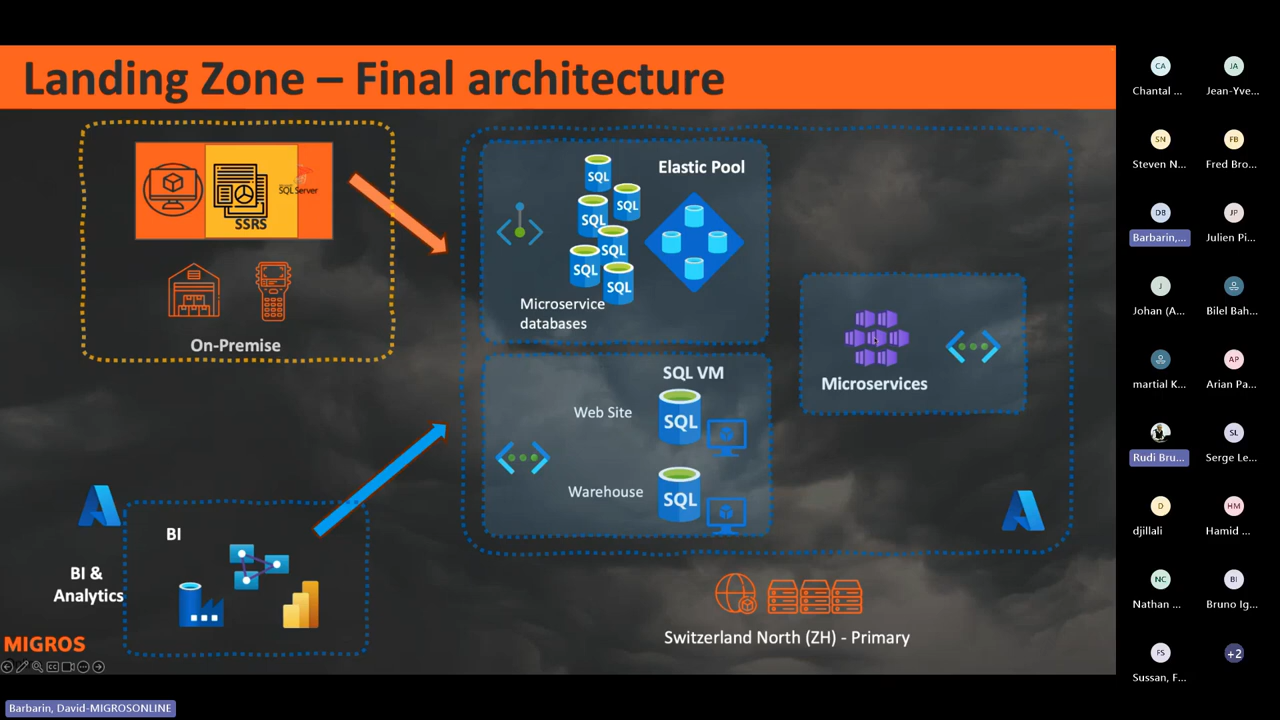 Landing Zone – Final architecture
SQL Server
SSRS
On-Premise
Elastic Pool
SQL
SQL
SQL
SQL
SQL
SQL
Microservice
databases
SQL VM
Web Site
SQL
Warehouse
SQL
Microservices
BI
BI &
Analytics
MIGROS
Switzerland North (ZH) - Primary
CA
Chantal ...
JA
Jean-Yve...
SN
Steven N...
FB
Fred Bro...
DB
Barbarin,...
JP
Julien Pi...
J
Johan (A...
Bilel Bah...
martial K...
AP
Arian Pa...
Rudi Bru...
SL
Serge Le...
D
djillali
HM
Hamid ...
NC
Nathan ...
BI
Bruno Ig...
FS
Sussan, F...
+2
CC
Barbarin, David-MIGROSONLINE